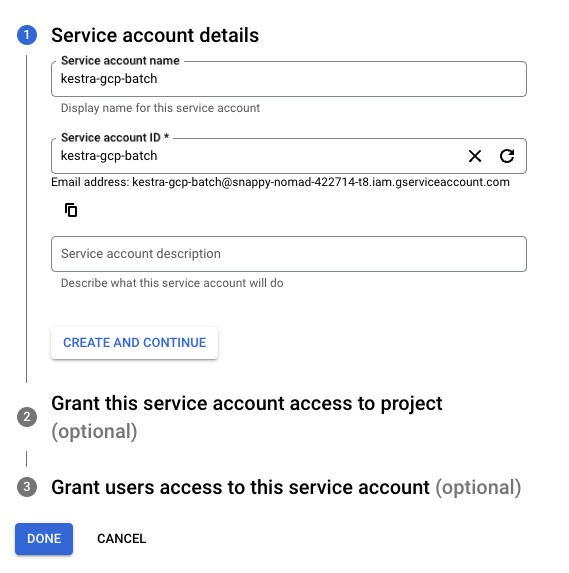 1 Service account details
Service account name
kestra-gcp-batch
Display name for this service account
Service account ID *
kestra-gcp-batch
Email address: kestra-gcp-batch@snappy-nomad-422714-t8.iam.gserviceaccount.com
Service account description
Describe what this service account will do
CREATE AND CONTINUE
2 Grant this service account access to project
(optional)
3 Grant users access to this service account (optional)
DONE CANCEL